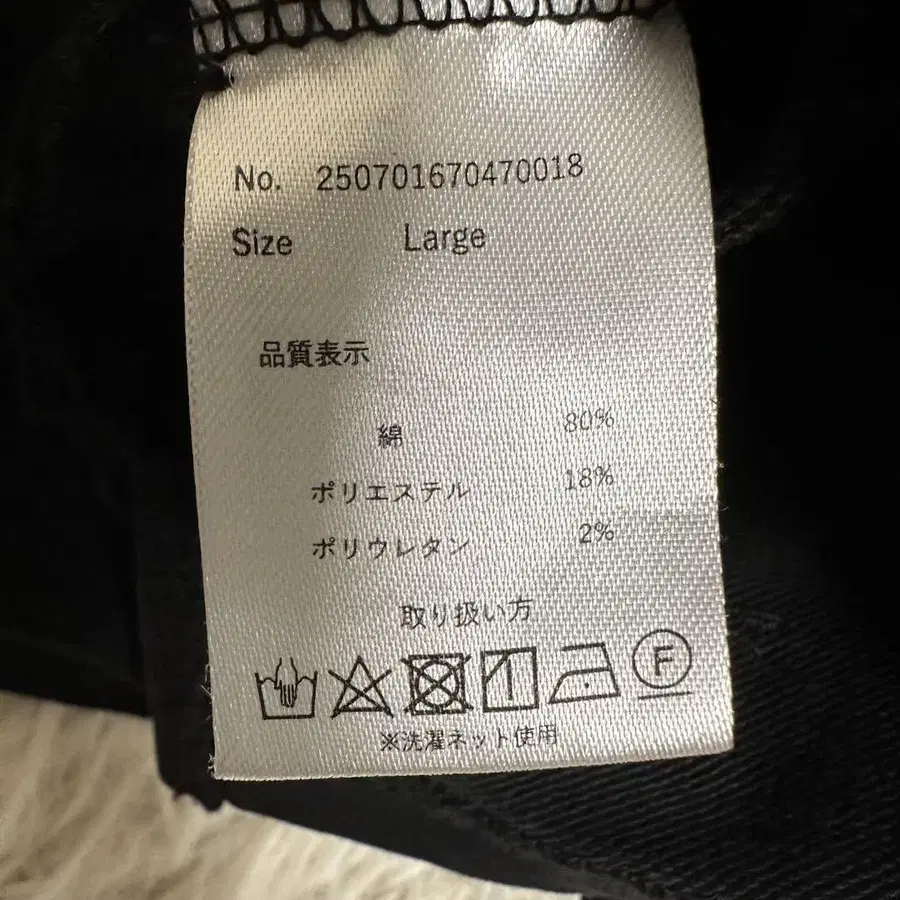 No. 250701670470018
Size Large
品質表示
綿 80%
ポリエステル 18%
ポリウレタン 2%
取り扱い方
F
※洗濯ネット使用